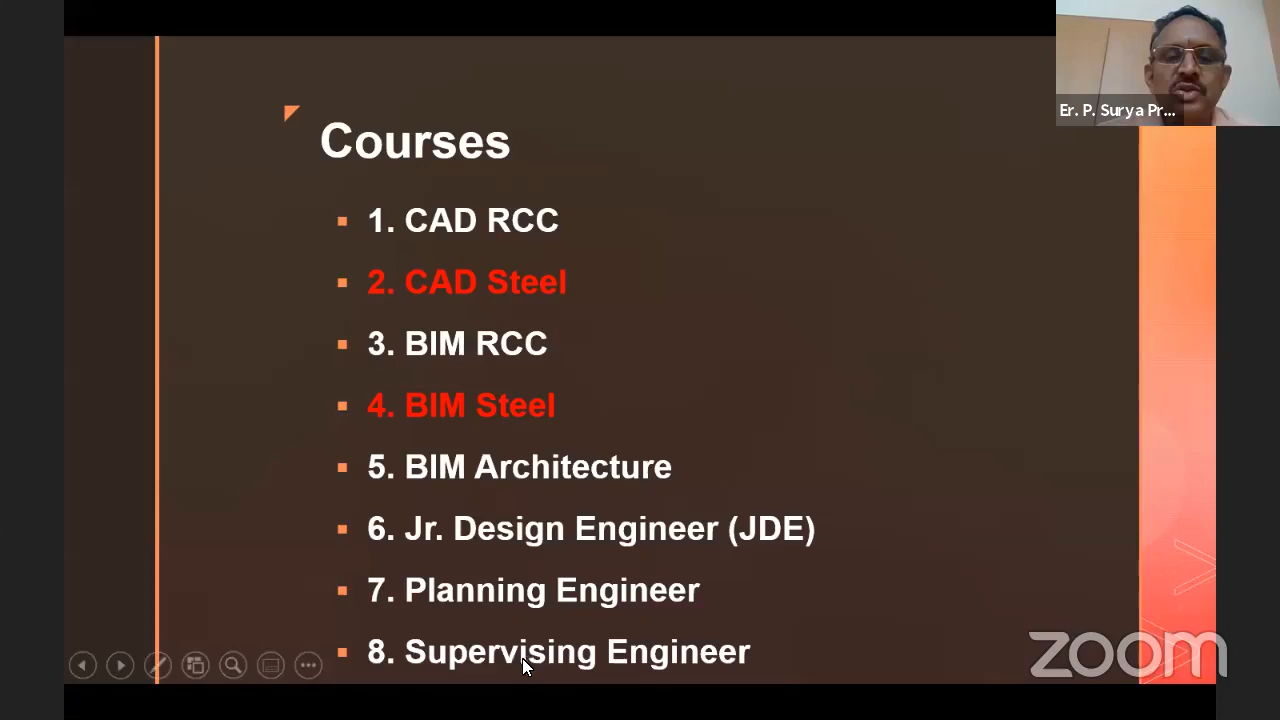 Er. P. Surya Pr...
Courses
1. CAD RCC
2. CAD Steel
3. BIM RCC
4. BIM Steel
5. BIM Architecture
6. Jr. Design Engineer (JDE)
7. Planning Engineer
8. Supervising Engineer
zoom